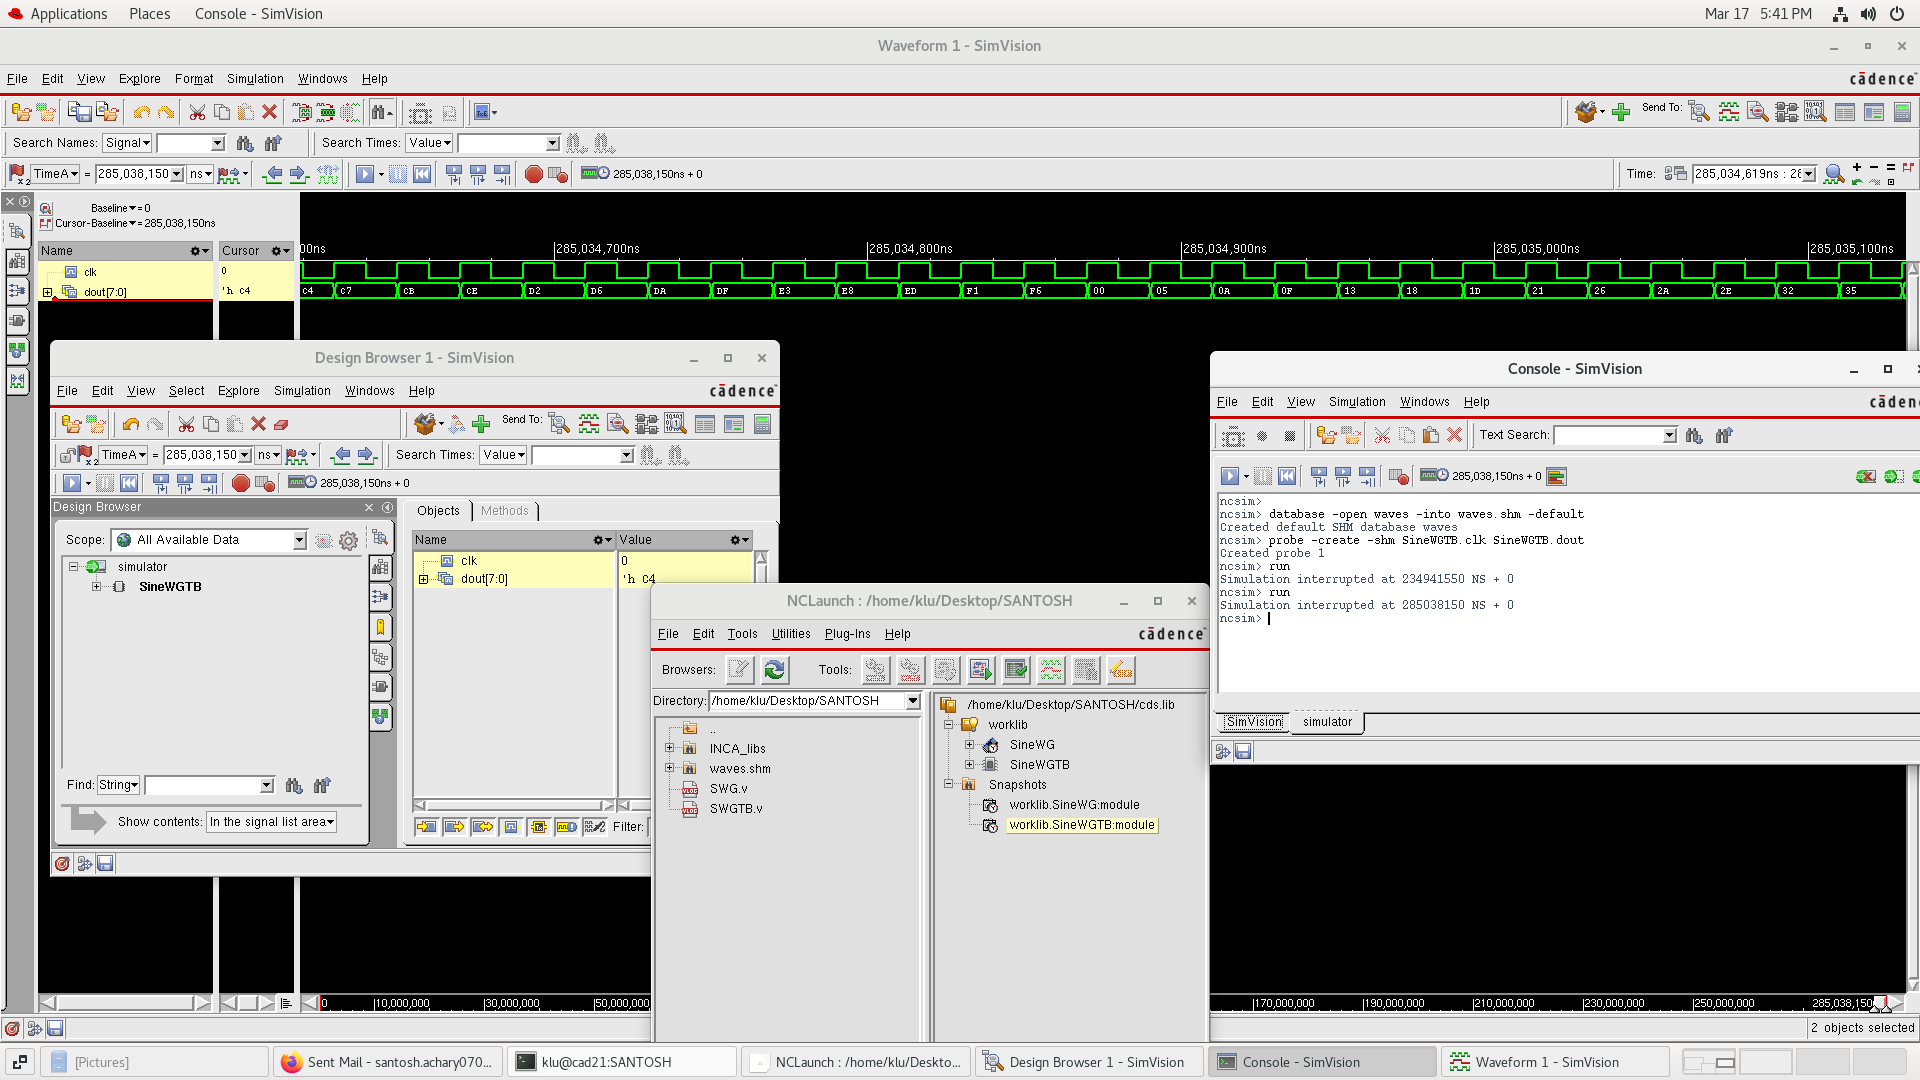 Applications Places Console - SimVision Mar 17 5:41 PM
Waveform 1 - SimVision
File Edit View Explore Format Simulation Windows Help cādence
Send To:
Search Names: Signal Search Times: Value
TimeA = 285,038,150 ns 285,038,150ns + 0 Time: 285,034,619ns : 28
Baseline = 0
Cursor-Baseline = 285,038,150ns
Name Cursor 00ns 285,034,700ns 285,034,800ns 285,034,900ns 285,035,000ns 285,035,100ns
clk 0
dout[7:0] 'h C4 C4 C7 CB CE D2 D6 DA DF E3 E8 ED F1 F6 00 05 0A 0F 13 18 1D 21 26 2A 2E 32 35
Design Browser 1 - SimVision
File Edit View Select Explore Simulation Windows Help cādence
Send To:
TimeA = 285,038,150 ns Search Times: Value
285,038,150ns + 0
Design Browser
Scope: All Available Data
simulator
SineWGTB
Find: String
Show contents: In the signal list area
Objects Methods
Name Value
clk 0
dout[7:0] 'h C4
Filter:
NCLaunch : /home/klu/Desktop/SANTOSH
File Edit Tools Utilities Plug-Ins Help cādence
Browsers: Tools:
Directory: /home/klu/Desktop/SANTOSH
..
INCA_libs
waves.shm
SWG.v
SWGTB.v
/home/klu/Desktop/SANTOSH/cds.lib
worklib
SineWG
SineWGTB
Snapshots
worklib.SineWG:module
worklib.SineWGTB:module
Console - SimVision
File Edit View Simulation Windows Help cādenc
Text Search:
285,038,150ns + 0
ncsim>
ncsim> database -open waves -into waves.shm -default
Created default SHM database waves
ncsim> probe -create -shm SineWGTB.clk SineWGTB.dout
Created probe 1
ncsim> run
Simulation interrupted at 234941550 NS + 0
ncsim> run
Simulation interrupted at 285038150 NS + 0
ncsim>
SimVision simulator
0 10,000,000 30,000,000 50,000,000 170,000,000 190,000,000 210,000,000 230,000,000 250,000,000 285,038,150
2 objects selected
[Pictures] Sent Mail - santosh.achary070... klu@cad21:SANTOSH NCLaunch : /home/klu/Deskto... Design Browser 1 - SimVision Console - SimVision Waveform 1 - SimVision